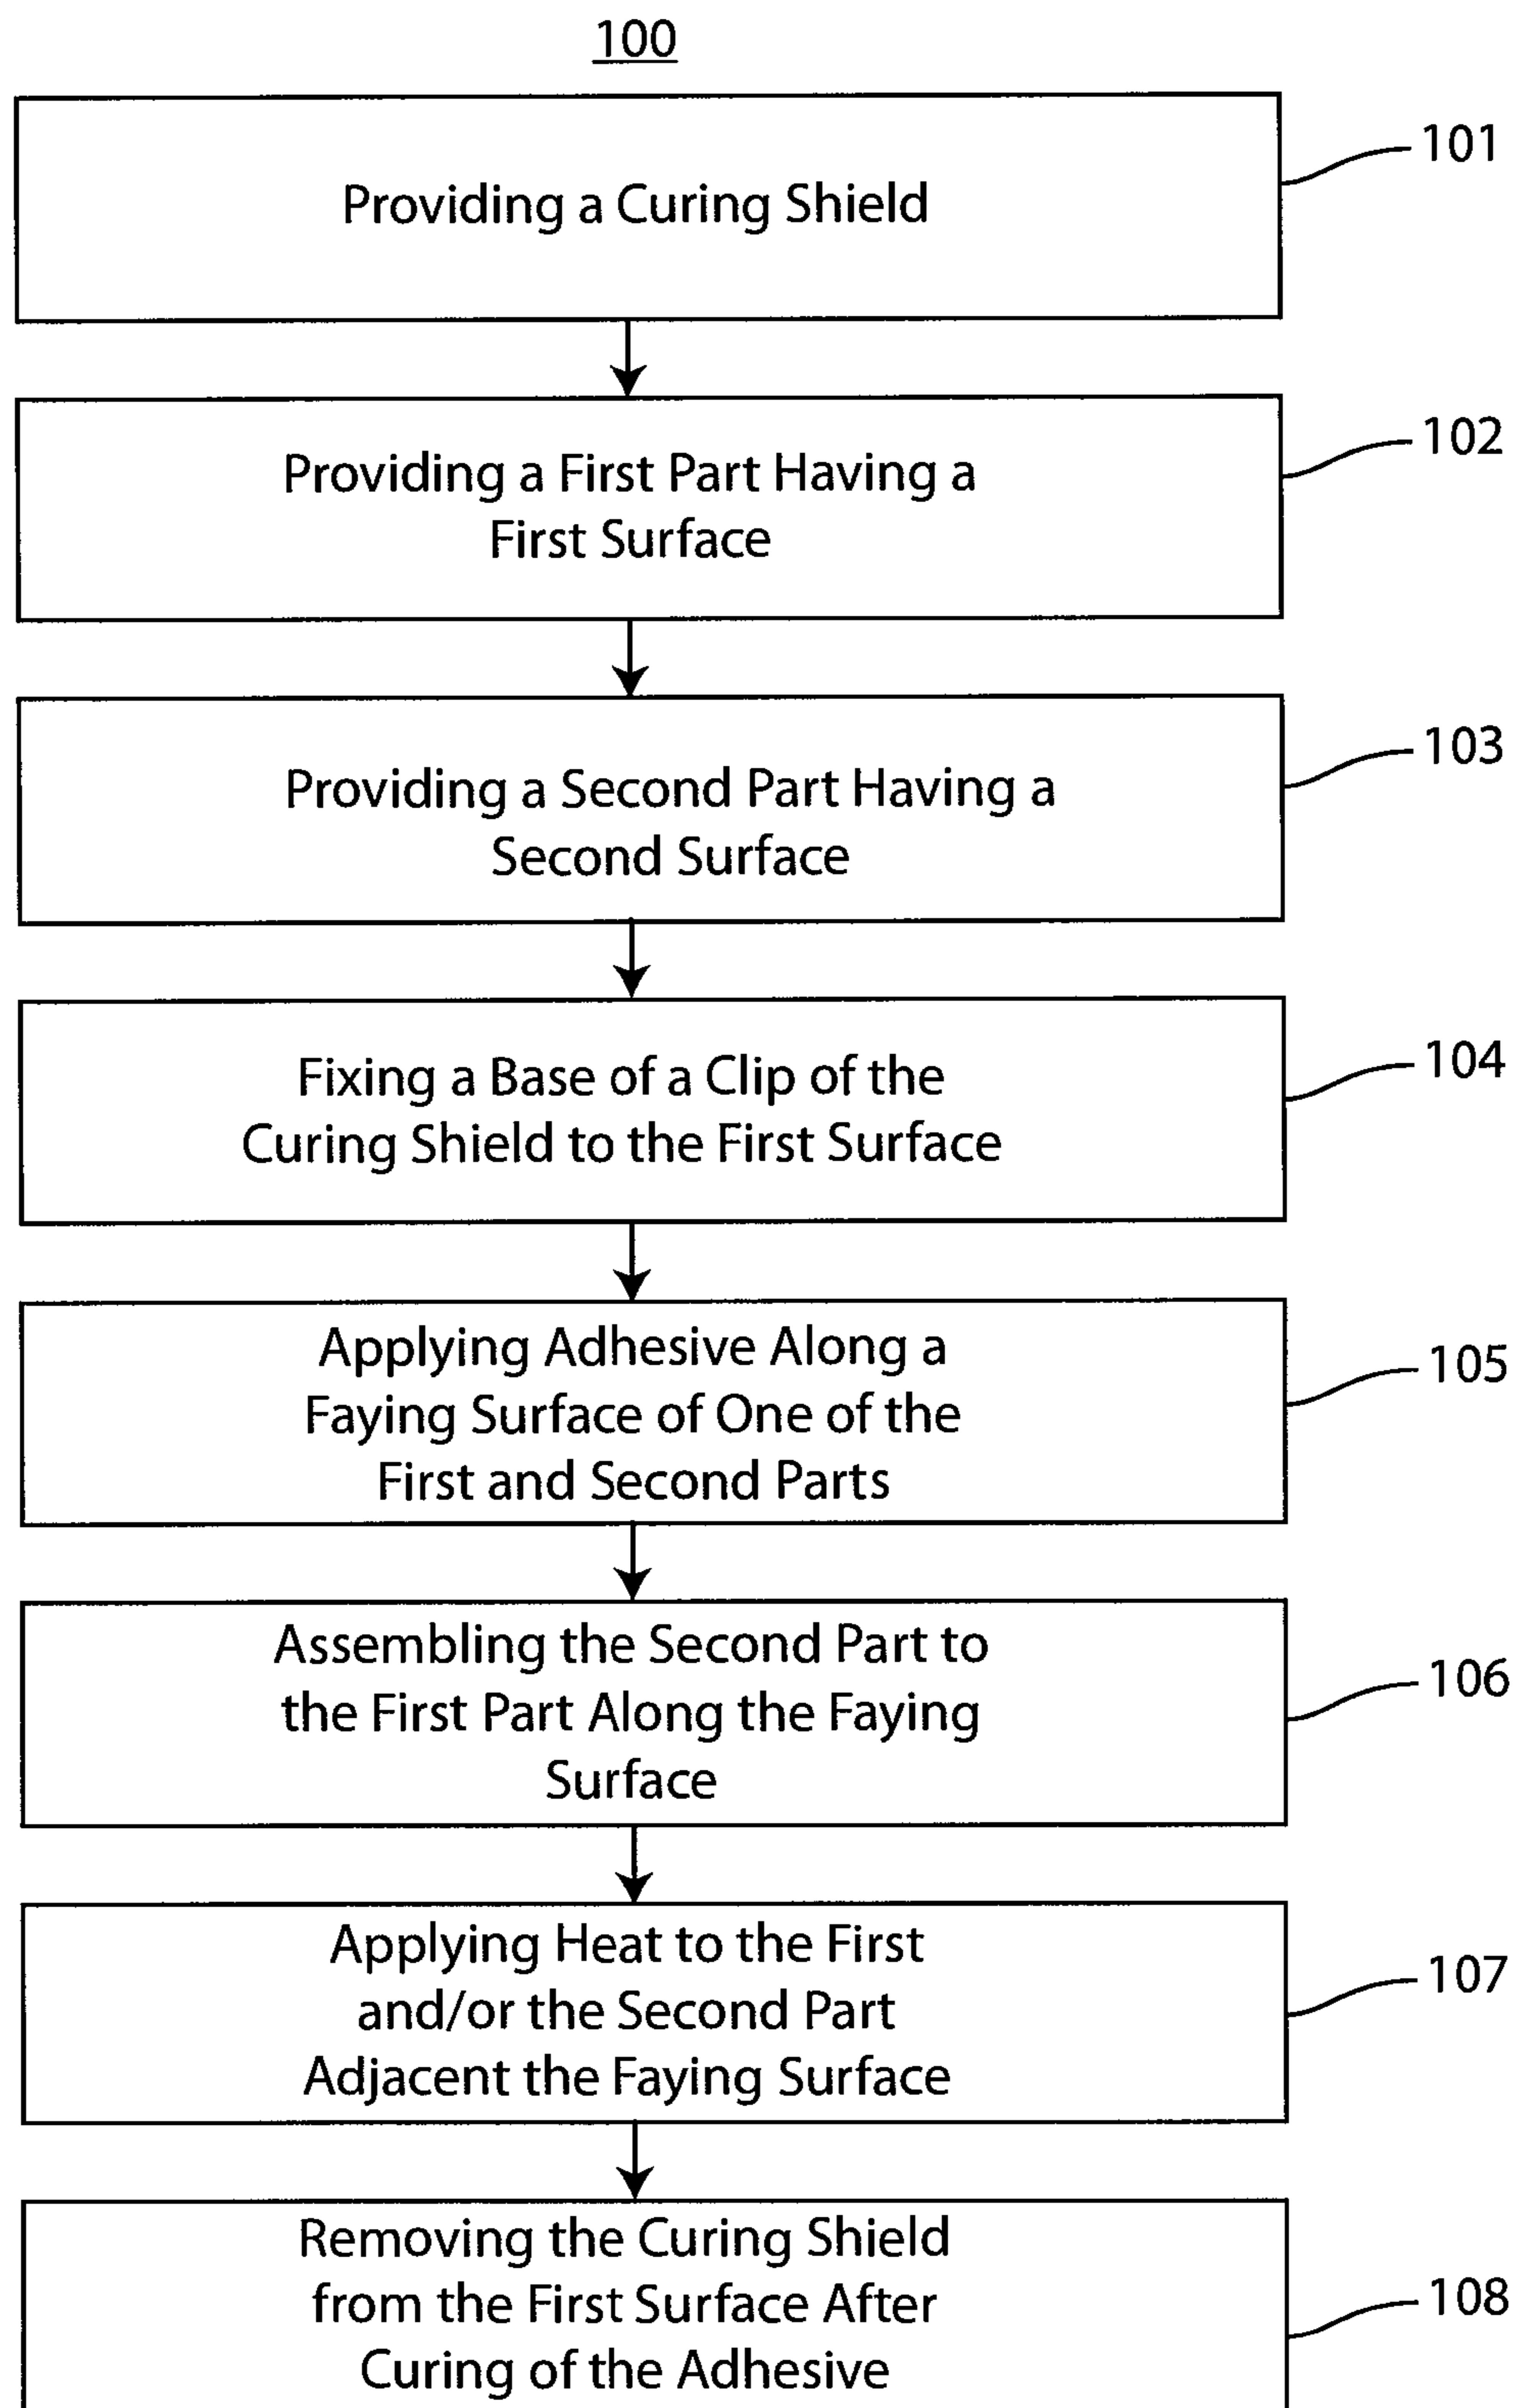 100
Providing a Curing Shield
101
Providing a First Part Having a
First Surface
102
Providing a Second Part Having a
Second Surface
103
Fixing a Base of a Clip of the
Curing Shield to the First Surface
104
Applying Adhesive Along a
Faying Surface of One of the
First and Second Parts
105
Assembling the Second Part to
the First Part Along the Faying
Surface
106
Applying Heat to the First
and/or the Second Part
Adjacent the Faying Surface
107
Removing the Curing Shield
from the First Surface After
Curing of the Adhesive
108